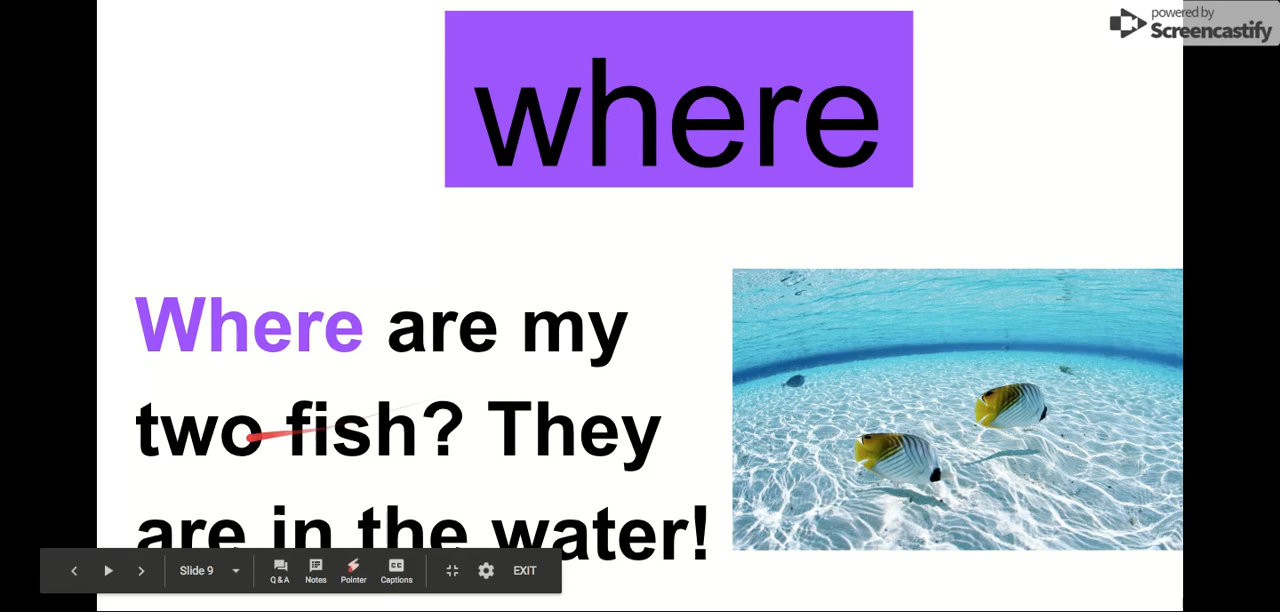 powered by
Screencastify
where
Where are my
two fish? They
are in the water!
Slide 9
Q&A
Notes
Pointer
CC
Captions
EXIT